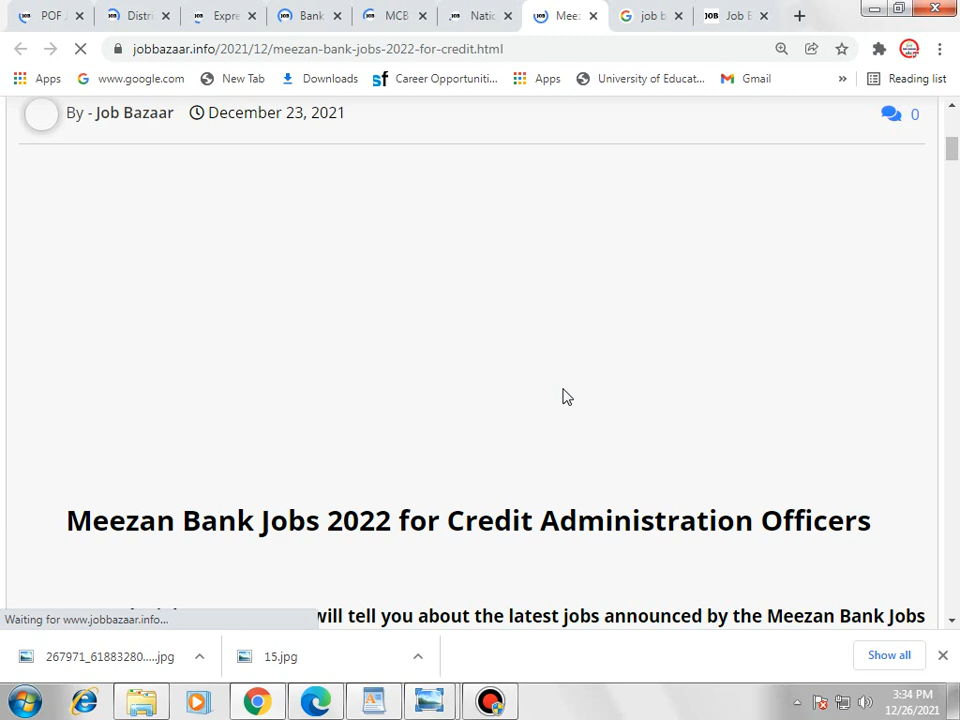 POF
Distri
Expre
Bank
MCB
Natio
Meez
job b
Job E
jobbazaar.info/2021/12/meezan-bank-jobs-2022-for-credit.html
Apps
www.google.com
New Tab
Downloads
sf Career Opportuniti...
Apps
University of Educat...
Gmail
»
Reading list
By - Job Bazaar December 23, 2021
0
Meezan Bank Jobs 2022 for Credit Administration Officers
will tell you about the latest jobs announced by the Meezan Bank Jobs
Waiting for www.jobbazaar.info...
267971_61883280.....jpg
15.jpg
Show all
3:34 PM
12/26/2021